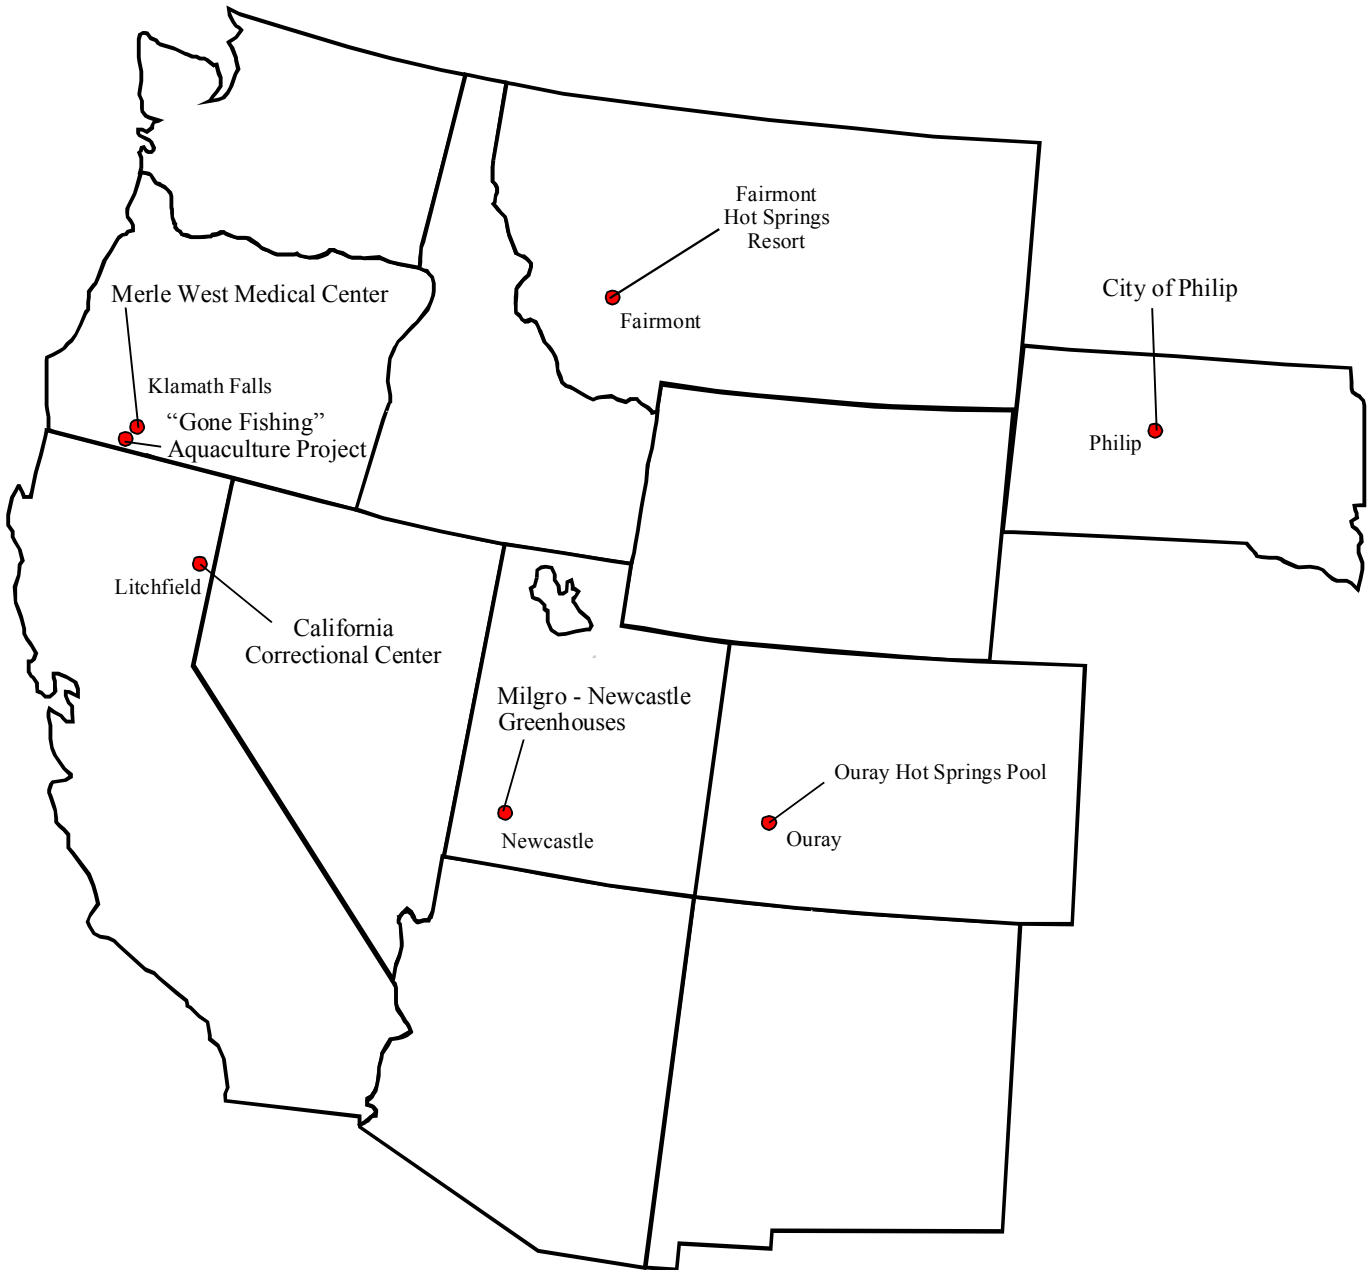 Fairmont
Hot Springs
Resort
Fairmont
City of Philip
Philip
Merle West Medical Center
Klamath Falls
“Gone Fishing”
Aquaculture Project
Litchfield
California
Correctional Center
Milgro - Newcastle
Greenhouses
Newcastle
Ouray Hot Springs Pool
Ouray